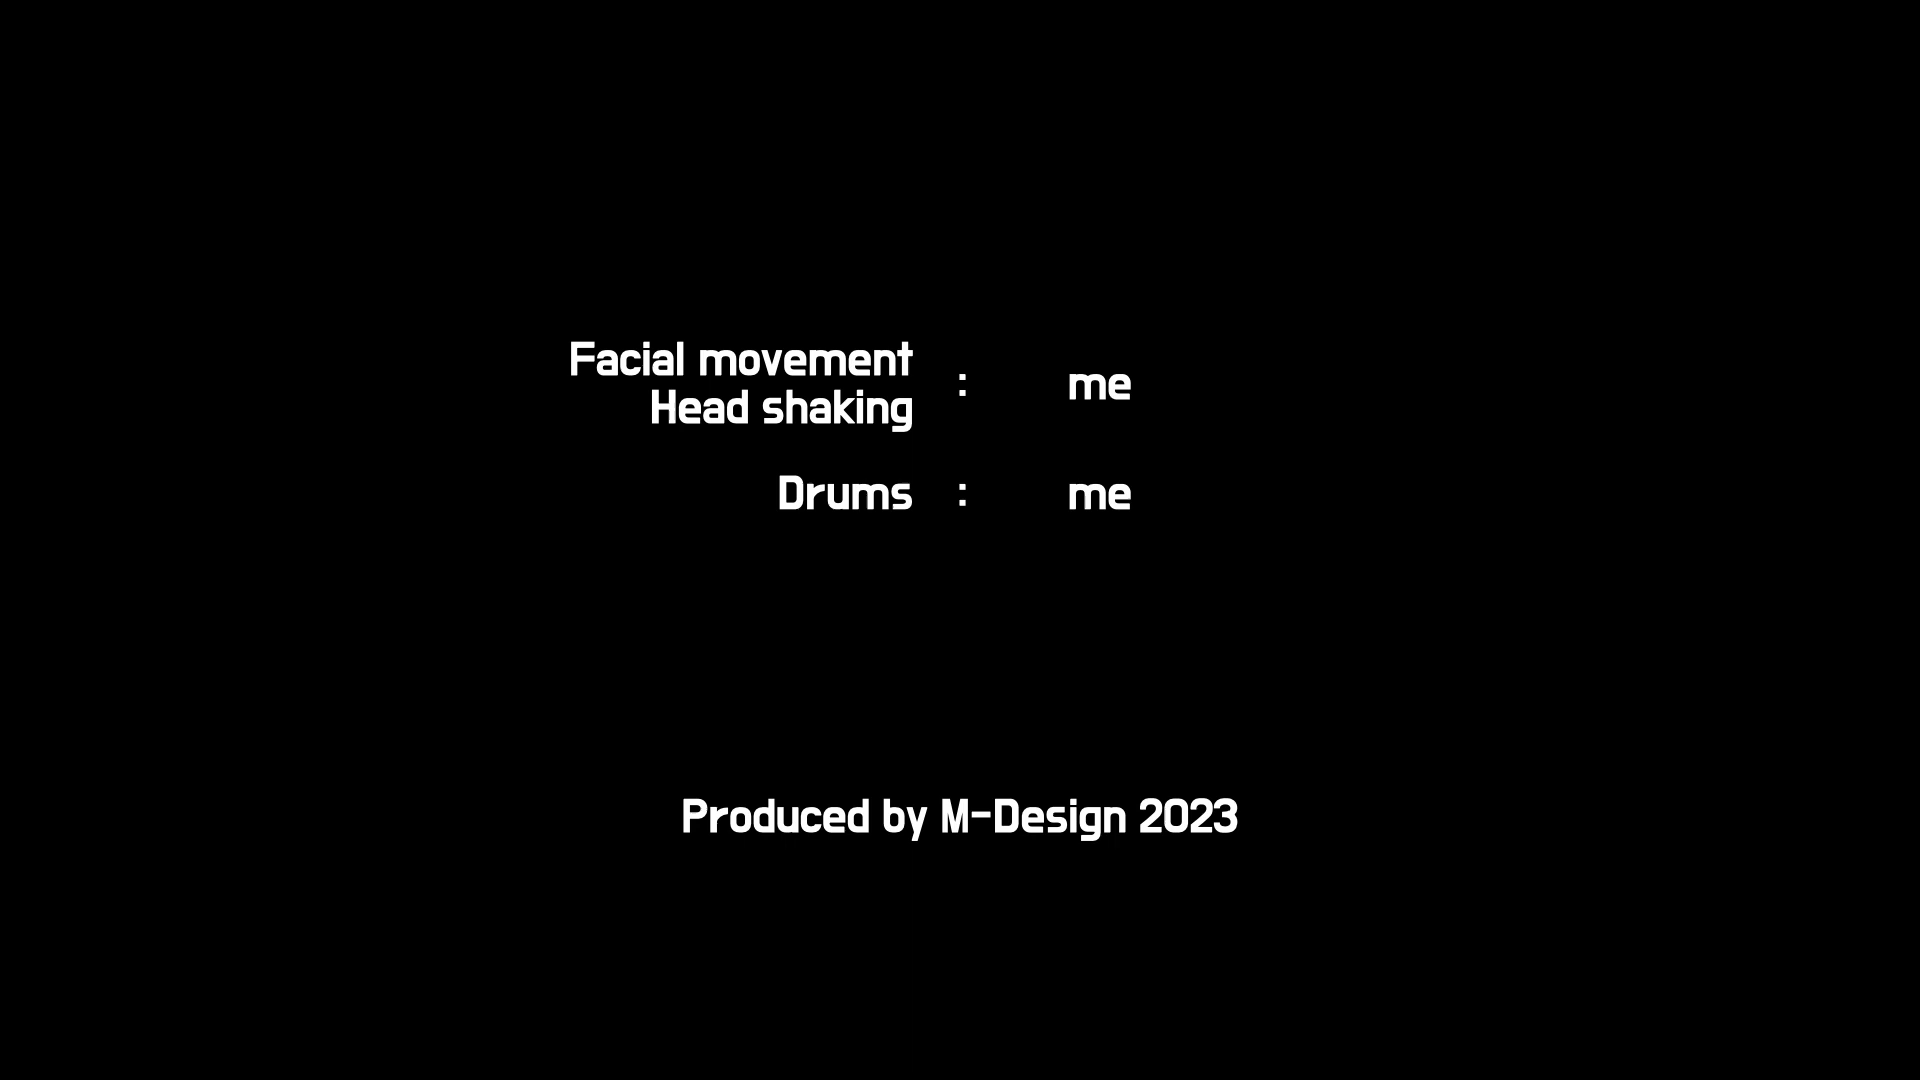 Facial movement
Head shaking : me
Drums : me
Produced by M-Design 2023